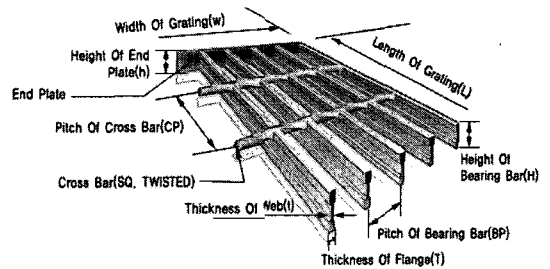 Width Of Grating(w)
Length Of Grating(L)
Height Of End
Plate(h)
End Plate
Pitch Of Cross Bar(CP)
Height Of
Bearing Bar(H)
Cross Bar(SQ, TWISTED)
Thickness Of Web(t)
Pitch Of Bearing Bar(BP)
Thickness Of Flange(T)